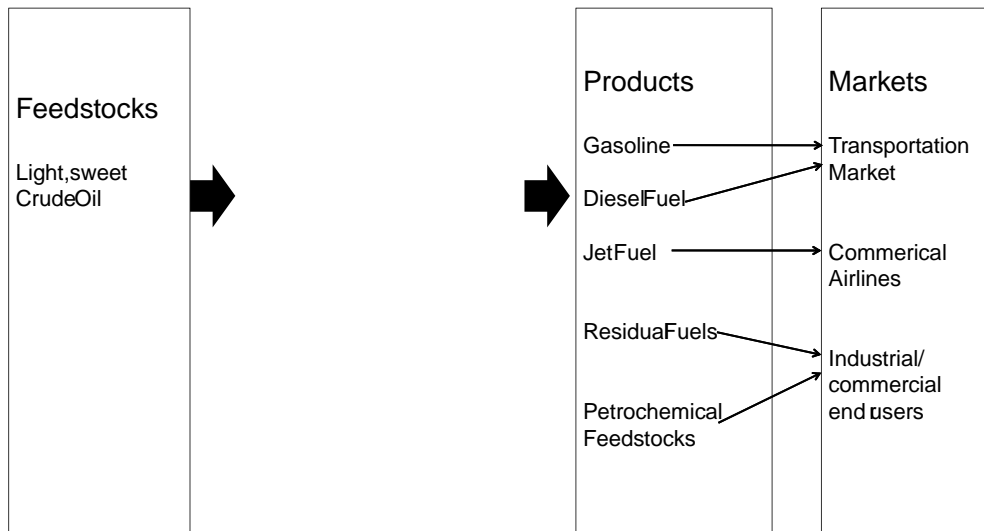 Feedstocks
Light,sweet
CrudeOil
Products
Gasoline
DieselFuel
JetFuel
ResidualFuels
Petrochemical
Feedstocks
Markets
Transportation
Market
Commerical
Airlines
Industrial/
commercial
end users